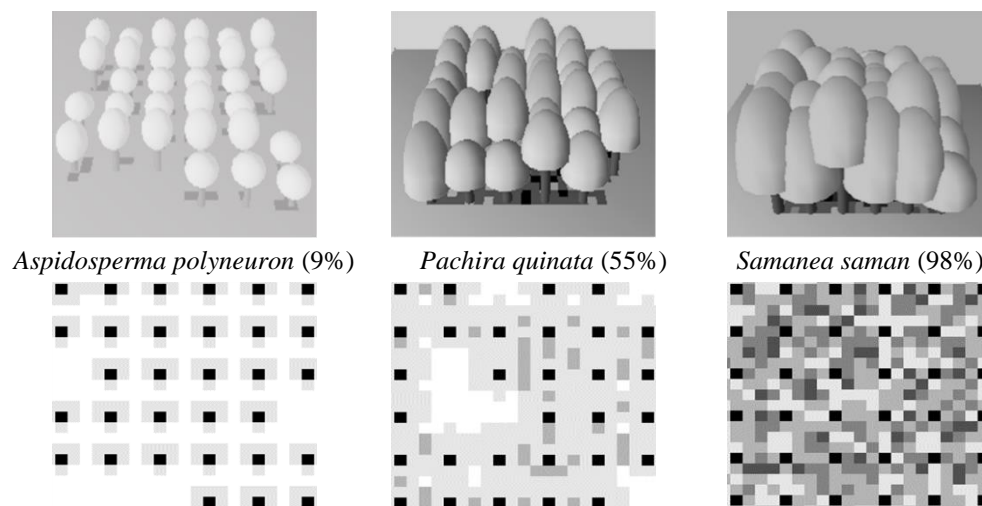 Aspidosperma polyneuron (9%)
Pachira quinata (55%)
Samanea saman (98%)